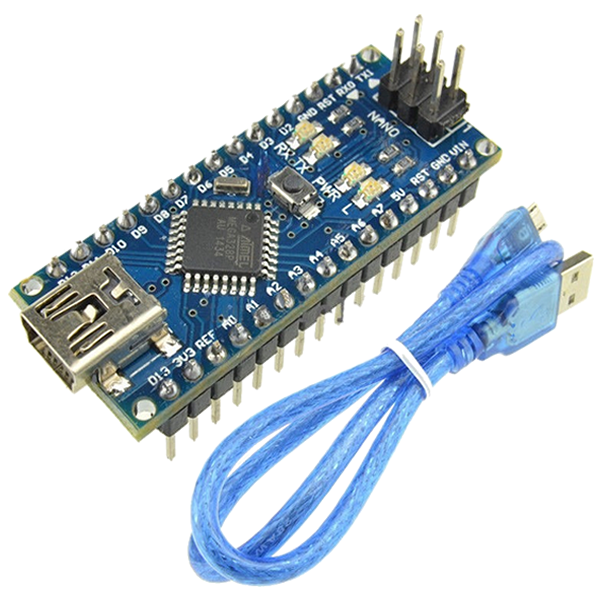 TX1
RX0
RST
GND
D2
D3
D4
D5
D6
D7
D8
D9
D10
D11
D12
NANO
RX TX
PWR
L
ATMEL
MEGA328P
AU 1434
VIN
GND
RST
5V
A7
A6
A5
A4
A3
A2
A1
A0
REF
3V3
D13